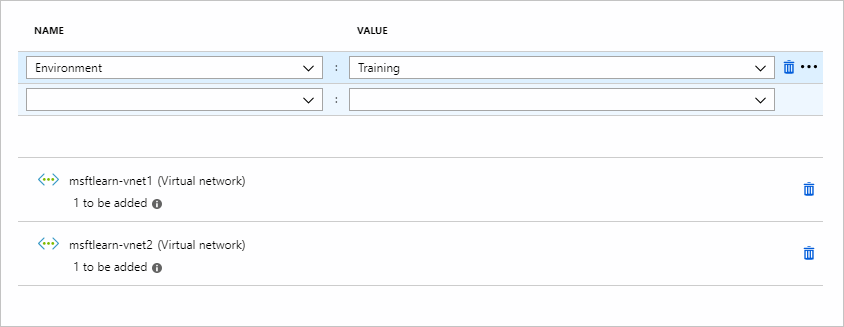 NAME VALUE
Environment : Training
:
msftlearn-vnet1 (Virtual network)
1 to be added
msftlearn-vnet2 (Virtual network)
1 to be added